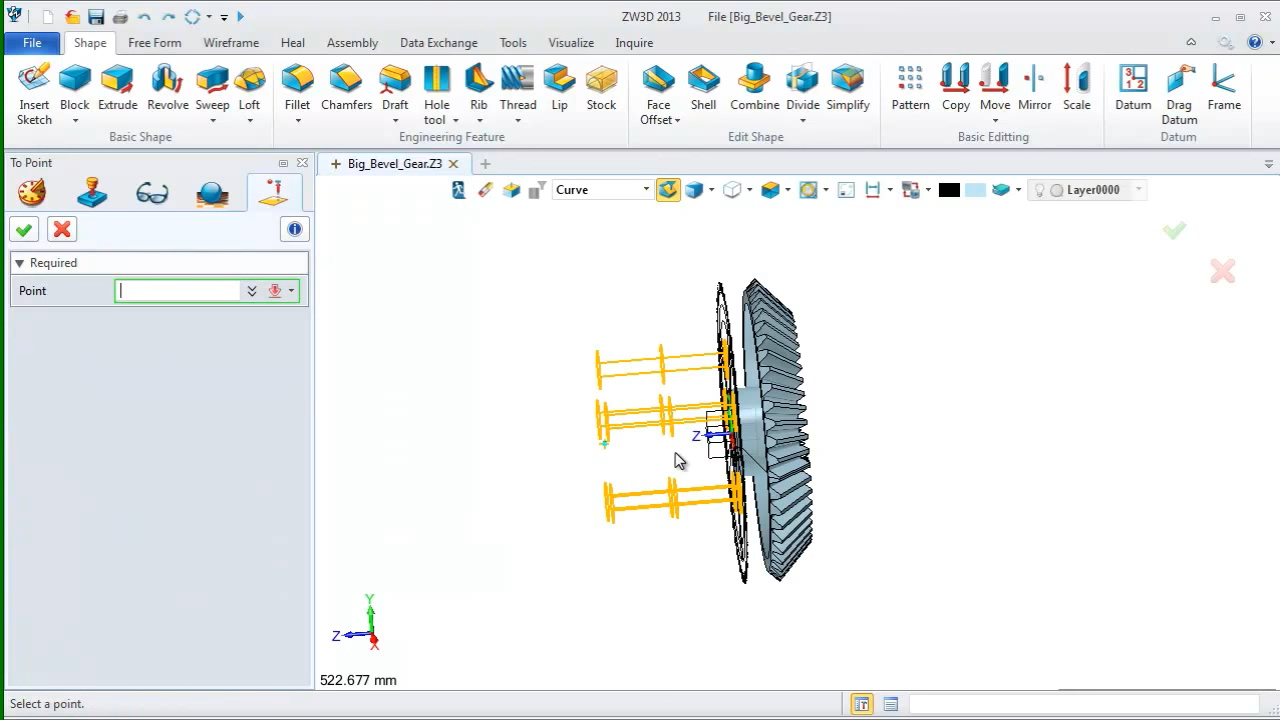 ZW3D 2013 File [Big_Bevel_Gear.Z3]
File Shape Free Form Wireframe Heal Assembly Data Exchange Tools Visualize Inquire
Insert Sketch Block Extrude Revolve Sweep Loft Fillet Chamfers Draft Hole tool Rib Thread Lip Stock Face Offset Shell Combine Divide Simplify Pattern Copy Move Mirror Scale Datum Drag Datum Frame
Basic Shape Engineering Feature Edit Shape Basic Editing Datum
To Point
Big_Bevel_Gear.Z3
Curve
Layer0000
Required
Point
Z
Y
Z
X
522.677 mm
Select a point.